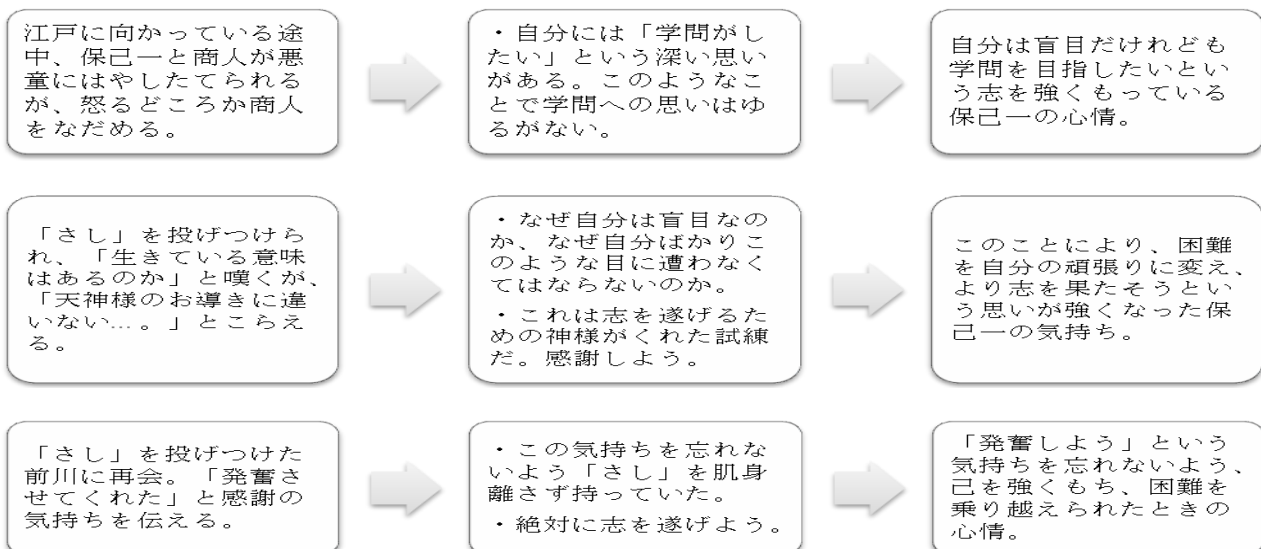 江戸に向かっている途
中、保己一と商人が悪
童にはやしたてられる
が、怒るどころか商人
をなだめる。
・自分には「学問がし
たい」という深い思い
がある。このようなこ
とで学問への思いはゆ
るがない。
自分は盲目だけれども
学問を目指したいとい
う志を強くもっている
保己一の心情。
「さし」を投げつけら
れ、「生きている意味
はあるのか」と嘆くが、
「天神様のお導きに違
いない…。」とこらえ
る。
・なぜ自分は盲目なの
か、なぜ自分ばかりこ
のような目に遭わなく
てはならないのか。
・これは志を遂げるた
めの神様がくれた試練
だ。感謝しよう。
このことにより、困難
を自分の頑張りに変え、
より志を果たそうとい
う思いが強くなった保
己一の気持ち。
「さし」を投げつけた
前川に再会。「発奮さ
せてくれた」と感謝の
気持ちを伝える。
・この気持ちを忘れな
いよう「さし」を肌身
離さず持っていた。
・絶対に志を遂げよう。
「発奮しよう」という
気持ちを忘れないよう、
己を強くもち、困難を
乗り越えられたときの
心情。